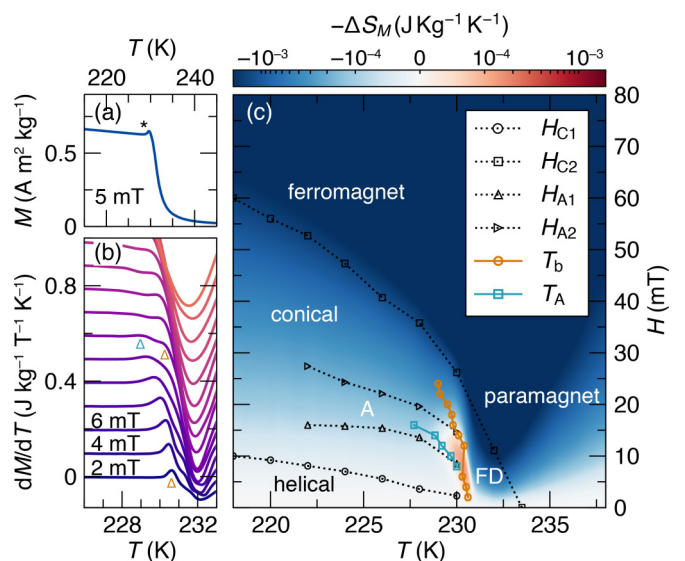 −ΔS_M (J Kg⁻¹ K⁻¹)
−10⁻³ −10⁻⁴ 0 10⁻⁴ 10⁻³
T (K)
220 240
(a)
*
M (A m² kg⁻¹)
0.5
0
5 mT
(b)
dM/dT (J kg⁻¹ T⁻¹ K⁻¹)
0.8
0.4
0
6 mT
4 mT
2 mT
228 232
T (K)
(c)
ferromagnet
conical
A
helical
FD
paramagnet
H_C1
H_C2
H_A1
H_A2
T_b
T_A
80
70
60
50
40
30
20
10
0
H (mT)
220 225 230 235
T (K)